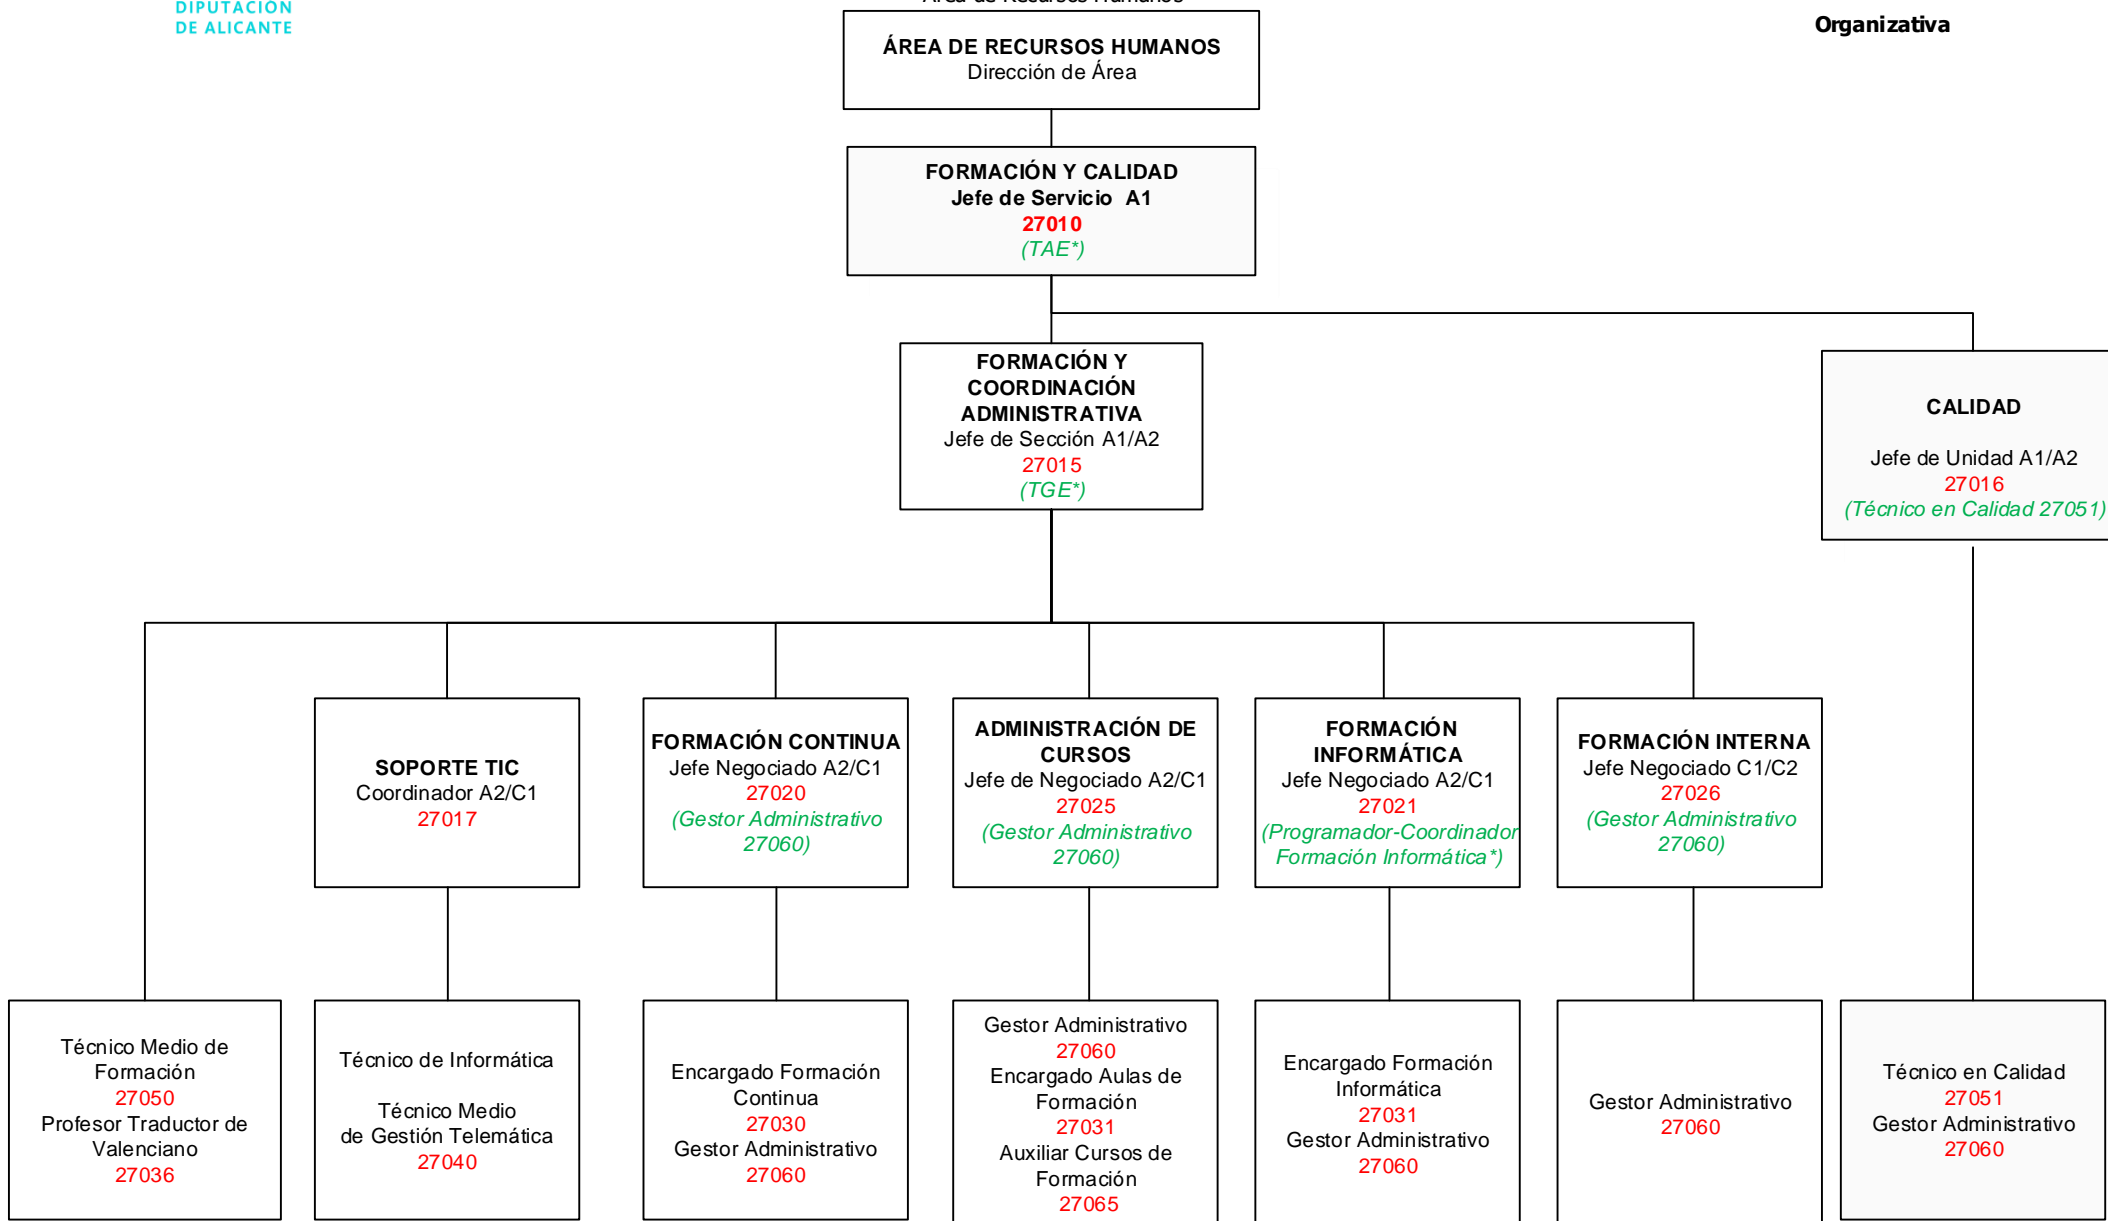 DIPUTACIÓN
DE ALICANTE
Área de Recursos Humanos
Organizativa
ÁREA DE RECURSOS HUMANOS
Dirección de Área
FORMACIÓN Y CALIDAD
Jefe de Servicio A1
27010
(TAE*)
FORMACIÓN Y
COORDINACIÓN
ADMINISTRATIVA
Jefe de Sección A1/A2
27015
(TGE*)
CALIDAD
Jefe de Unidad A1/A2
27016
(Técnico en Calidad 27051)
SOPORTE TIC
Coordinador A2/C1
27017
FORMACIÓN CONTINUA
Jefe Negociado A2/C1
27020
(Gestor Administrativo
27060)
ADMINISTRACIÓN DE
CURSOS
Jefe de Negociado A2/C1
27025
(Gestor Administrativo
27060)
FORMACIÓN
INFORMÁTICA
Jefe Negociado A2/C1
27021
(Programador-Coordinador
Formación Informática*)
FORMACIÓN INTERNA
Jefe Negociado C1/C2
27026
(Gestor Administrativo
27060)
Técnico Medio de
Formación
27050
Profesor Traductor de
Valenciano
27036
Técnico de Informática
Técnico Medio
de Gestión Telemática
27040
Encargado Formación
Continua
27030
Gestor Administrativo
27060
Gestor Administrativo
27060
Encargado Aulas de
Formación
27031
Auxiliar Cursos de
Formación
27065
Encargado Formación
Informática
27031
Gestor Administrativo
27060
Gestor Administrativo
27060
Técnico en Calidad
27051
Gestor Administrativo
27060